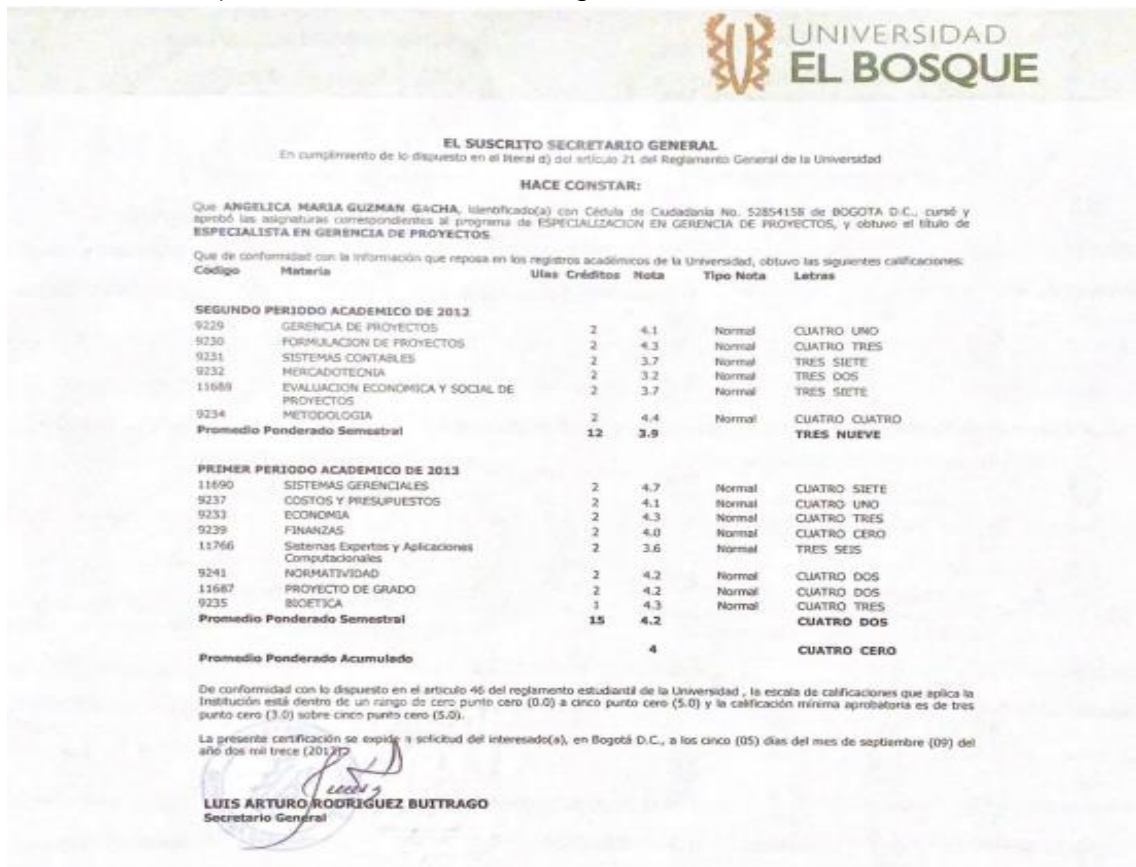 UNIVERSIDAD
EL BOSQUE
EL SUSCRITO SECRETARIO GENERAL
En cumplimiento de lo dispuesto en el literal d) del artículo 21 del Reglamento General de la Universidad
HACE CONSTAR:
Que ANGELICA MARIA GUZMAN GACHA, identificado(a) con Cédula de Ciudadanía No. 52854158 de BOGOTA D.C., cursó y
aprobó las asignaturas correspondientes al programa de ESPECIALIZACION EN GERENCIA DE PROYECTOS, y obtuvo el título de
ESPECIALISTA EN GERENCIA DE PROYECTOS.
Que de conformidad con la información que reposa en los registros académicos de la Universidad, obtuvo las siguientes calificaciones:
Código Materia Ulas Créditos Nota Tipo Nota Letras
SEGUNDO PERIODO ACADEMICO DE 2012
9229 GERENCIA DE PROYECTOS 2 4.1 Normal CUATRO UNO
9230 FORMULACION DE PROYECTOS 2 4.3 Normal CUATRO TRES
9231 SISTEMAS CONTABLES 2 3.7 Normal TRES SIETE
9232 MERCADOTECNIA 2 3.2 Normal TRES DOS
11689 EVALUACION ECONOMICA Y SOCIAL DE 2 3.7 Normal TRES SIETE
PROYECTOS
9234 METODOLOGIA 2 4.4 Normal CUATRO CUATRO
Promedio Ponderado Semestral 12 3.9 TRES NUEVE
PRIMER PERIODO ACADEMICO DE 2013
11690 SISTEMAS GERENCIALES 2 4.7 Normal CUATRO SIETE
9237 COSTOS Y PRESUPUESTOS 2 4.1 Normal CUATRO UNO
9233 ECONOMIA 2 4.3 Normal CUATRO TRES
9239 FINANZAS 2 4.0 Normal CUATRO CERO
11766 Sistemas Expertos y Aplicaciones 2 3.6 Normal TRES SEIS
Computacionales
9241 NORMATIVIDAD 2 4.2 Normal CUATRO DOS
11687 PROYECTO DE GRADO 2 4.2 Normal CUATRO DOS
9235 BIOETICA 1 4.3 Normal CUATRO TRES
Promedio Ponderado Semestral 15 4.2 CUATRO DOS
Promedio Ponderado Acumulado 4 CUATRO CERO
De conformidad con lo dispuesto en el artículo 46 del reglamento estudiantil de la Universidad , la escala de calificaciones que aplica la
Institución está dentro de un rango de cero punto cero (0.0) a cinco punto cero (5.0) y la calificación mínima aprobatoria es de tres
punto cero (3.0) sobre cinco punto cero (5.0).
La presente certificación se expide a solicitud del interesado(a), en Bogotá D.C., a los cinco (05) días del mes de septiembre (09) del
año dos mil trece (2013)
LUIS ARTURO RODRIGUEZ BUITRAGO
Secretario General